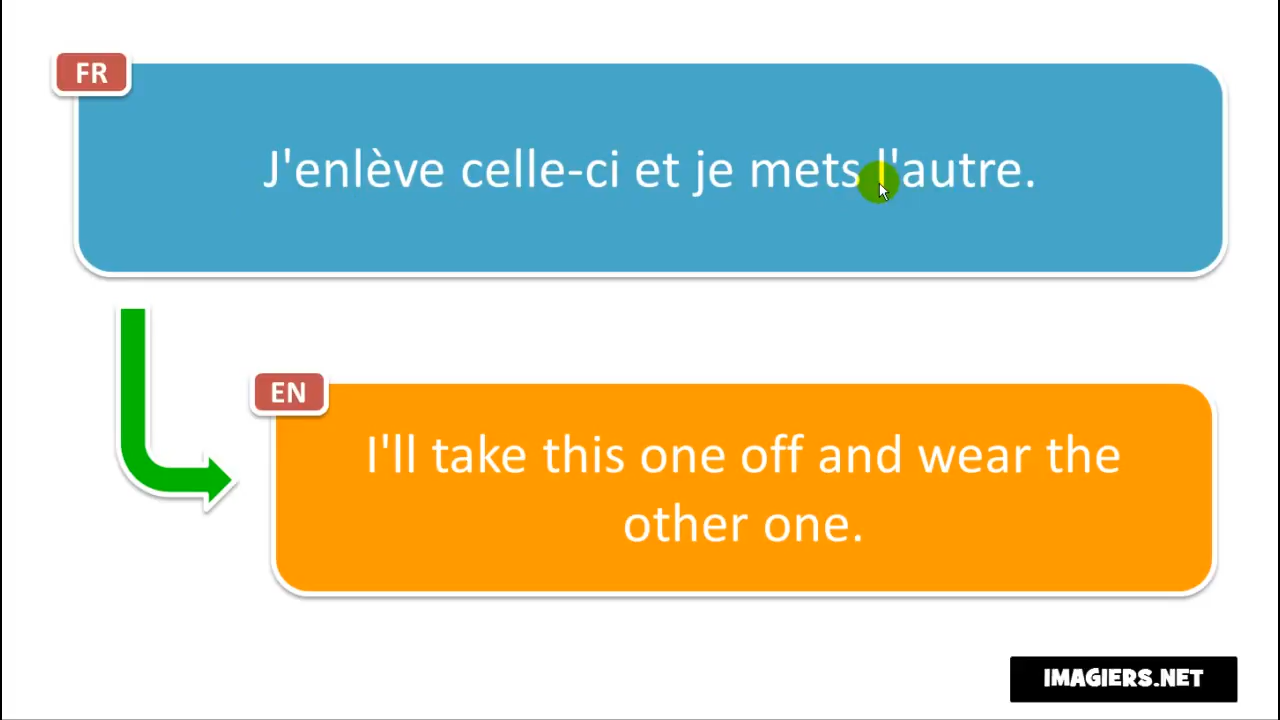 FR
J'enlève celle-ci et je mets l'autre.
EN
I'll take this one off and wear the
other one.
IMAGIERS.NET